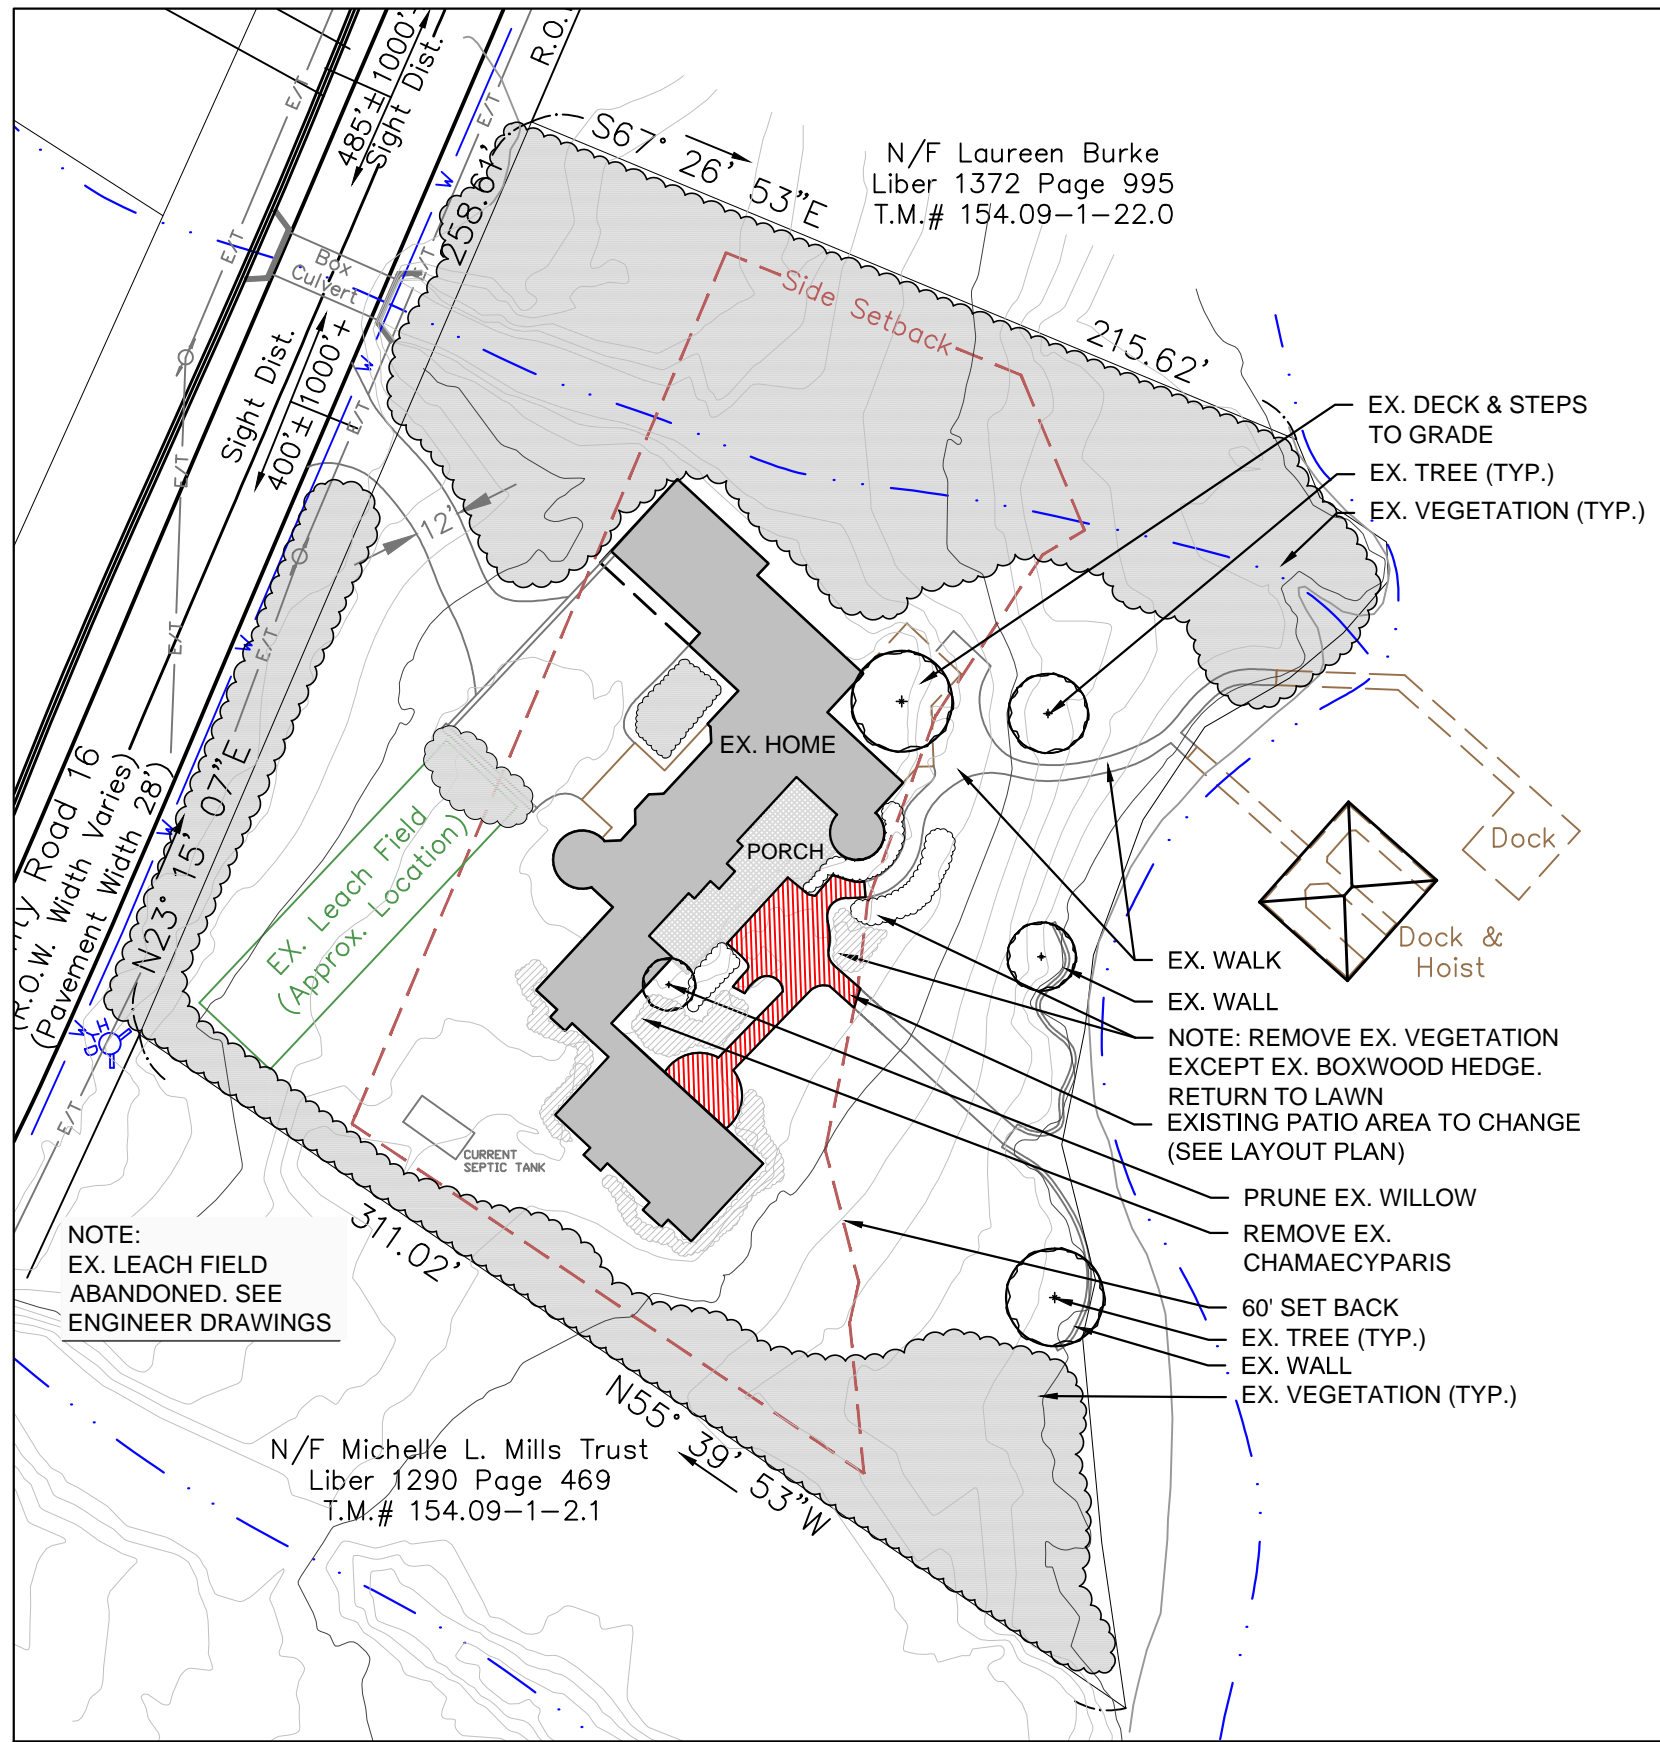 485'± 1000'+
Sight Dist.
R.O.
E/T
E/T
S67° 26' 53"E
N/F Laureen Burke
Liber 1372 Page 995
T.M.# 154.09-1-22.0
258.61'
W
E/T
E/T
Box
Culvert
Side Setback
215.62'
Sight Dist.
400'± 1000'+
W
E/T
E/T
12'
EX. DECK & STEPS
TO GRADE
EX. TREE (TYP.)
EX. VEGETATION (TYP.)
E/T
W
E/T
EX. HOME
PORCH
Dock
Dock &
Hoist
EX. Leach Field
(Approx. Location)
nty Road 16
(R.O.W. Width Varies)
(Pavement Width 28')
W
N23° 15' 07"E
W
HYD
E/T
EX. WALK
EX. WALL
NOTE: REMOVE EX. VEGETATION
EXCEPT EX. BOXWOOD HEDGE.
RETURN TO LAWN
EXISTING PATIO AREA TO CHANGE
(SEE LAYOUT PLAN)
CURRENT
SEPTIC TANK
PRUNE EX. WILLOW
REMOVE EX.
CHAMAECYPARIS
60' SET BACK
EX. TREE (TYP.)
EX. WALL
EX. VEGETATION (TYP.)
NOTE:
EX. LEACH FIELD
ABANDONED. SEE
ENGINEER DRAWINGS
311.02'
N55° 39' 53"W
N/F Michelle L. Mills Trust
Liber 1290 Page 469
T.M.# 154.09-1-2.1